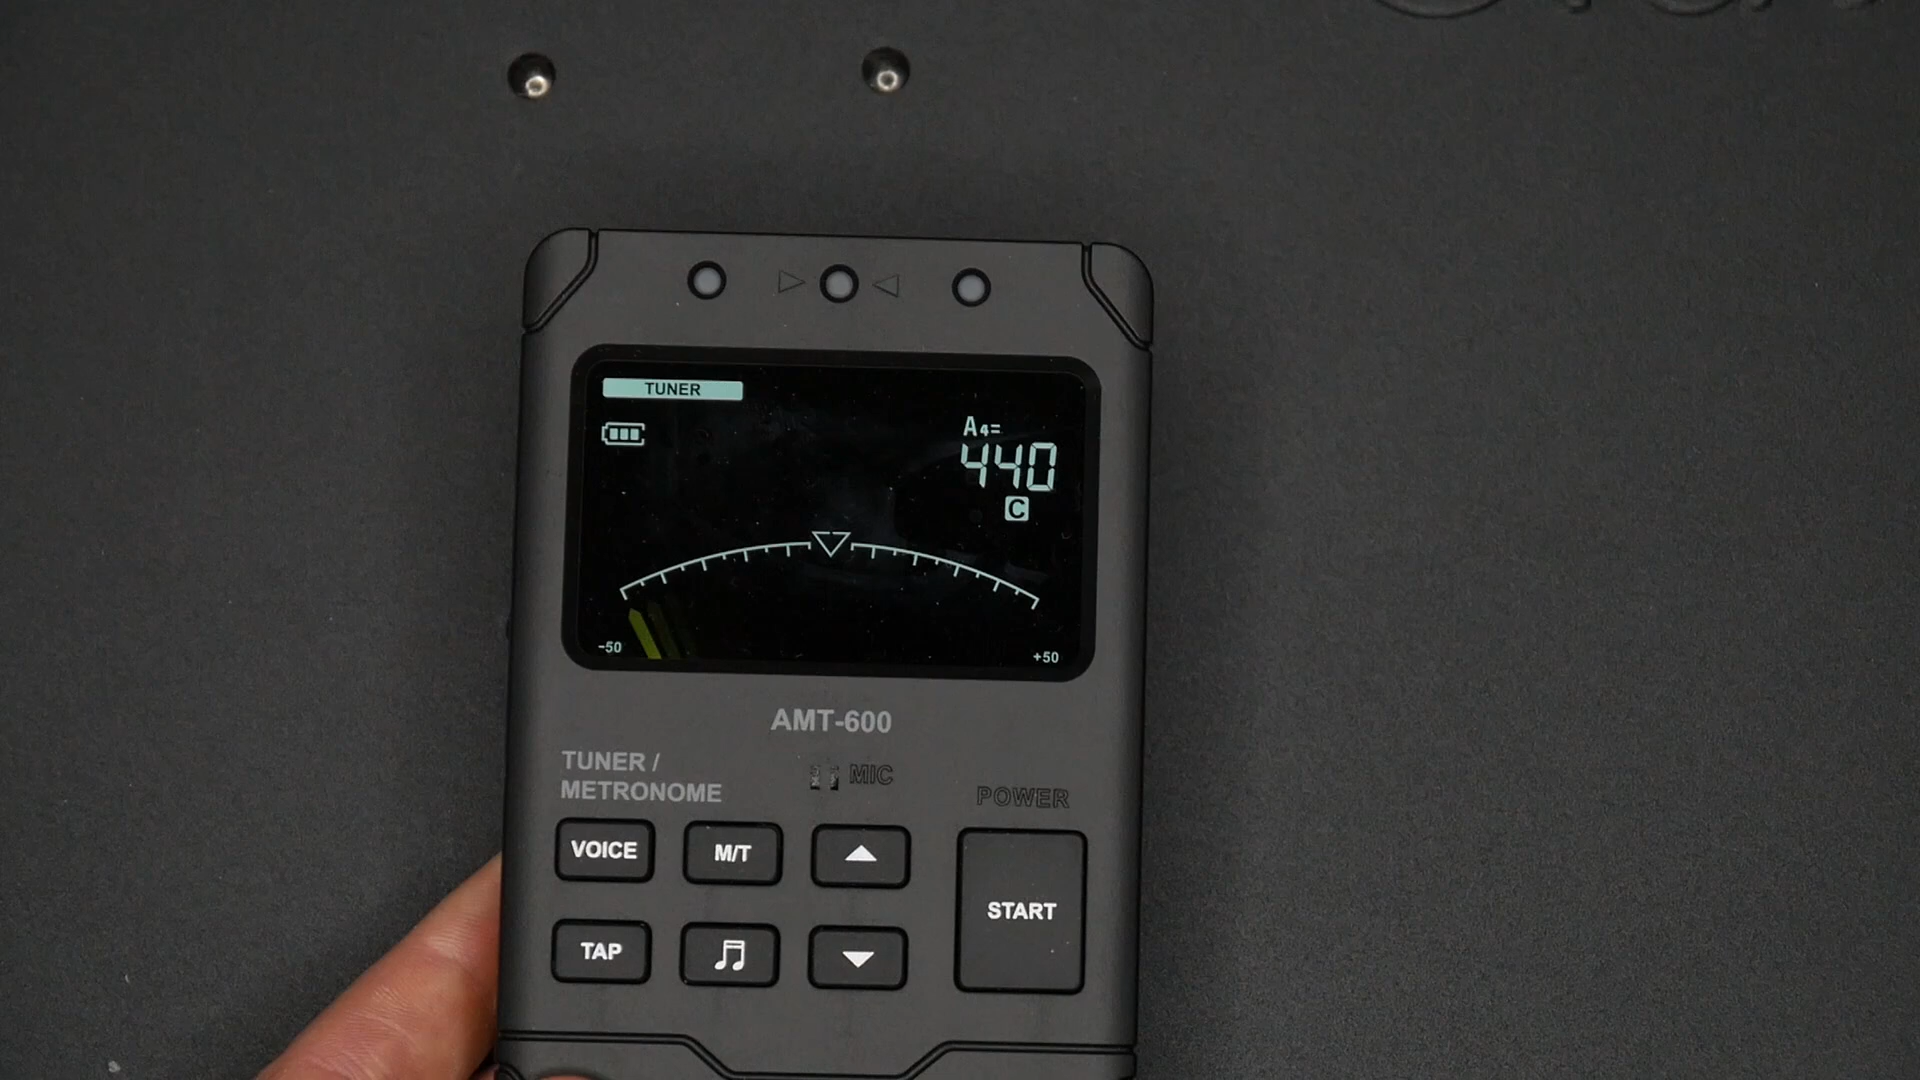 TUNER
A4=
440
C
-50
+50
AMT-600
TUNER /
METRONOME
MIC
POWER
VOICE
M/T
START
TAP